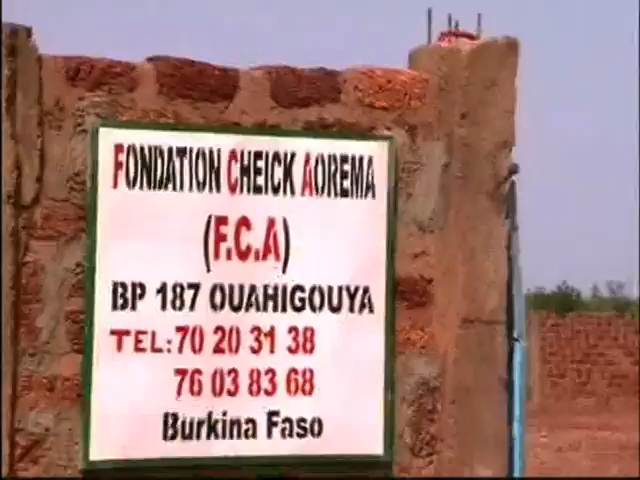 FONDATION CHEICK AOREMA
(F.C.A)
BP 187 OUAHIGOUYA
TEL: 70 20 31 38
76 03 83 68
Burkina Faso